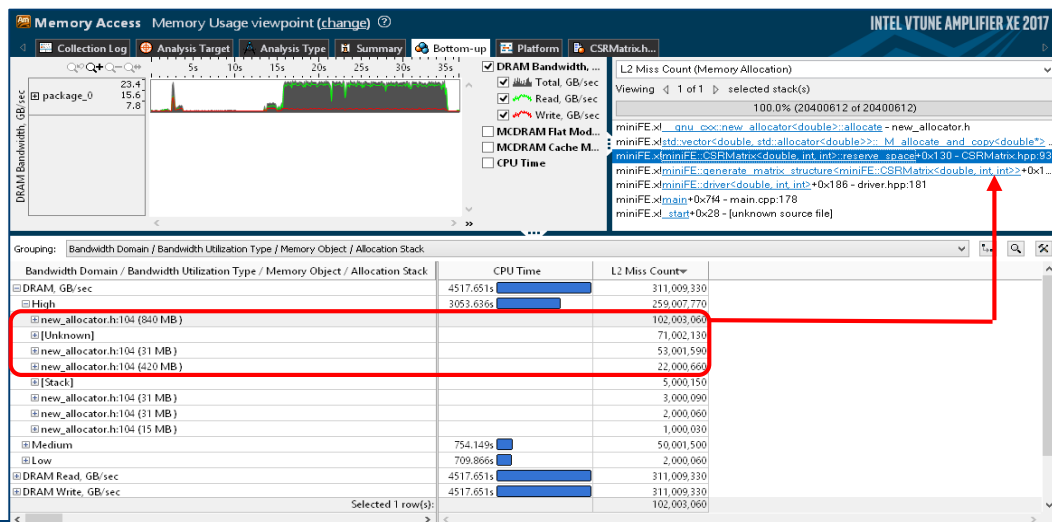 Memory Access Memory Usage viewpoint (change)
INTEL VTUNE AMPLIFIER XE 2017
Collection Log Analysis Target Analysis Type Summary Bottom-up Platform CSRMatrix.h...
5s 10s 15s 20s 25s 30s 35s
DRAM Bandwidth, GB/sec
package_0
23.4
15.6
7.8
DRAM Bandwidth, ...
Total, GB/sec
Read, GB/sec
Write, GB/sec
MCDRAM Flat Mod...
MCDRAM Cache M...
CPU Time
L2 Miss Count (Memory Allocation)
Viewing 1 of 1 selected stack(s)
100.0% (20400612 of 20400612)
miniFE.x!__gnu_cxx::new_allocator<double>::allocate - new_allocator.h
miniFE.x!std::vector<double, std::allocator<double>>::_M_allocate_and_copy<double*> ...
miniFE.x!miniFE::CSRMatrix<double, int, int>::reserve_space+0x130 - CSRMatrix.hpp:93
miniFE.x!miniFE::generate_matrix_structure<miniFE::CSRMatrix<double, int, int>>+0x1...
miniFE.x!miniFE::driver<double, int, int>+0x186 - driver.hpp:181
miniFE.x!main+0x7f4 - main.cpp:178
miniFE.x!_start+0x28 - [unknown source file]
Grouping: Bandwidth Domain / Bandwidth Utilization Type / Memory Object / Allocation Stack
Bandwidth Domain / Bandwidth Utilization Type / Memory Object / Allocation Stack CPU Time L2 Miss Count
DRAM, GB/sec 4517.651s 311,009,330
High 3053.636s 259,007,770
new_allocator.h:104 (840 MB ) 102,003,060
[Unknown] 71,002,130
new_allocator.h:104 (31 MB ) 53,001,590
new_allocator.h:104 (420 MB ) 22,000,660
[Stack] 5,000,150
new_allocator.h:104 (31 MB ) 3,000,090
new_allocator.h:104 (31 MB ) 2,000,060
new_allocator.h:104 (15 MB ) 1,000,030
Medium 754.149s 50,001,500
Low 709.866s 2,000,060
DRAM Read, GB/sec 4517.651s 311,009,330
DRAM Write, GB/sec 4517.651s 311,009,330
Selected 1 row(s): 102,003,060